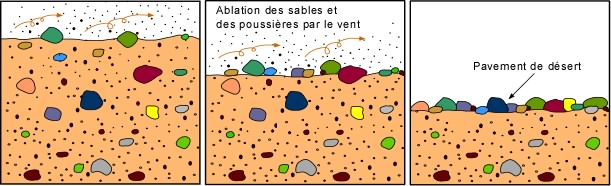 Ablation des sables et
des poussières par le vent
Pavement de désert